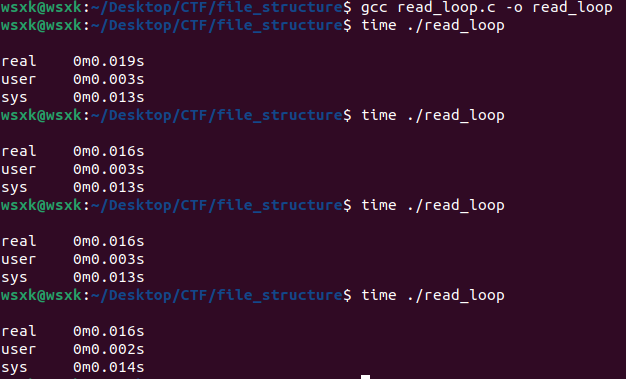 wsxk@wsxk:~/Desktop/CTF/file_structure$ gcc read_loop.c -o read_loop
wsxk@wsxk:~/Desktop/CTF/file_structure$ time ./read_loop
real    0m0.019s
user    0m0.003s
sys     0m0.013s
wsxk@wsxk:~/Desktop/CTF/file_structure$ time ./read_loop
real    0m0.016s
user    0m0.003s
sys     0m0.013s
wsxk@wsxk:~/Desktop/CTF/file_structure$ time ./read_loop
real    0m0.016s
user    0m0.003s
sys     0m0.013s
wsxk@wsxk:~/Desktop/CTF/file_structure$ time ./read_loop
real    0m0.016s
user    0m0.002s
sys     0m0.014s